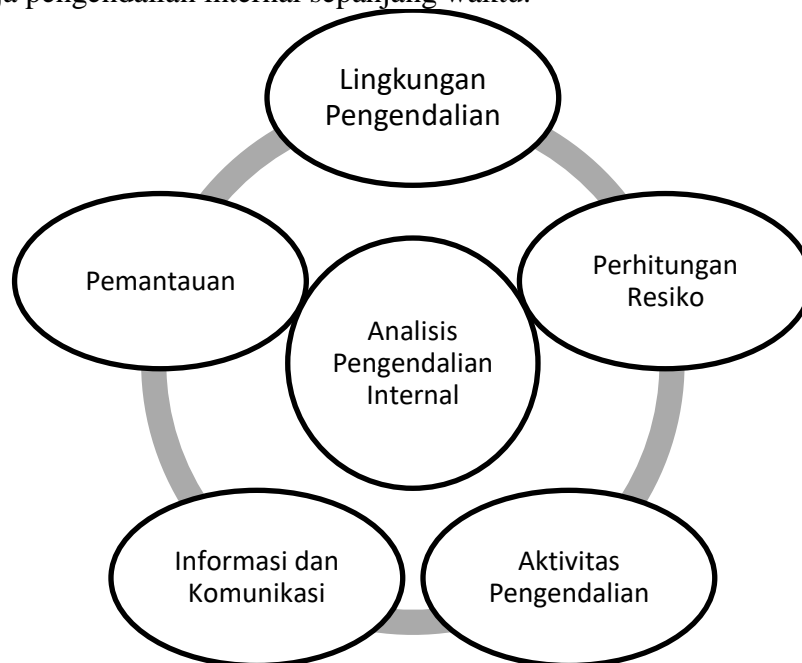 pengendalian internal sepanjang waktu.
Lingkungan
Pengendalian
Perhitungan
Resiko
Aktivitas
Pengendalian
Informasi dan
Komunikasi
Pemantauan
Analisis
Pengendalian
Internal